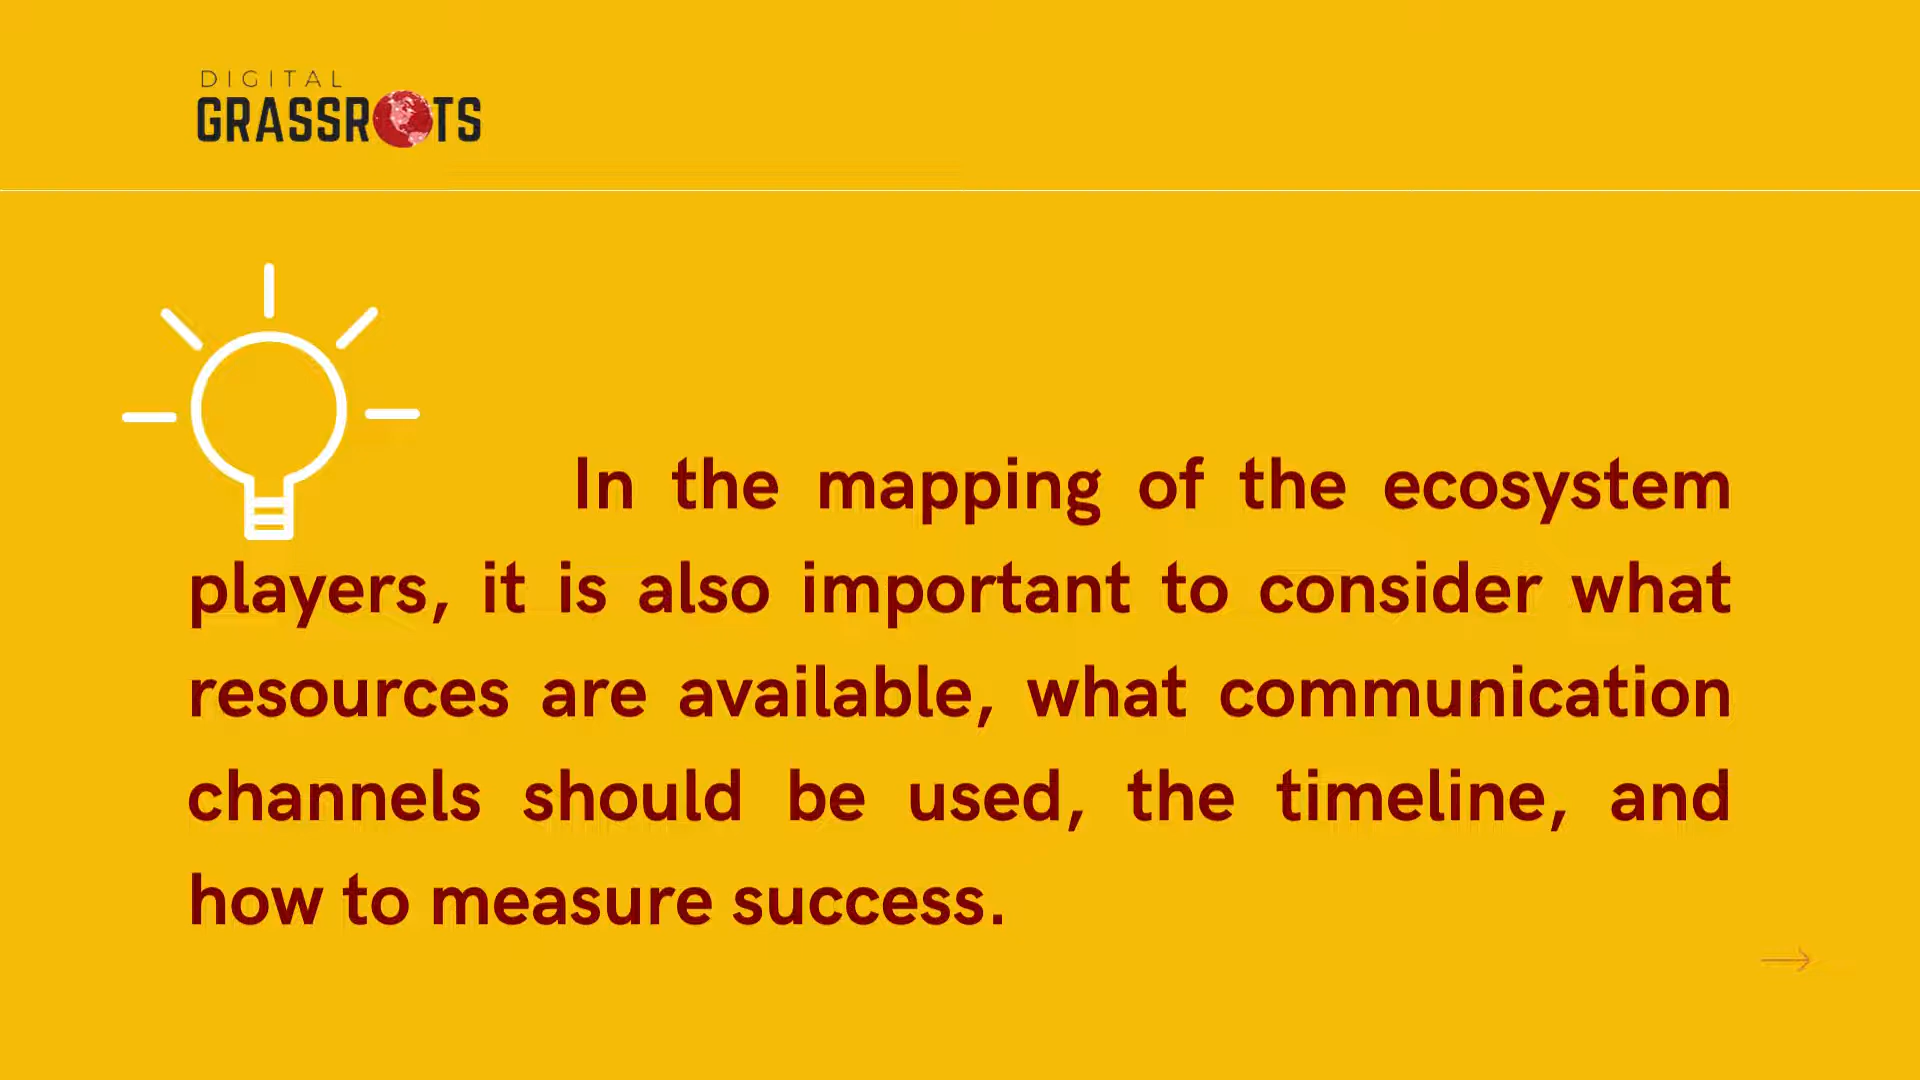 DIGITAL
GRASSROOTS
In the mapping of the ecosystem
players, it is also important to consider what
resources are available, what communication
channels should be used, the timeline, and
how to measure success.